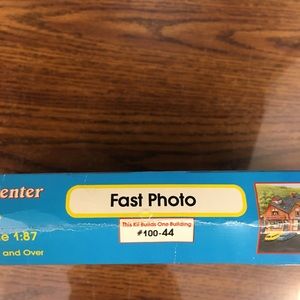 enter
Fast Photo
This Kit Builds One Building
#100-44
e 1:87
and Over